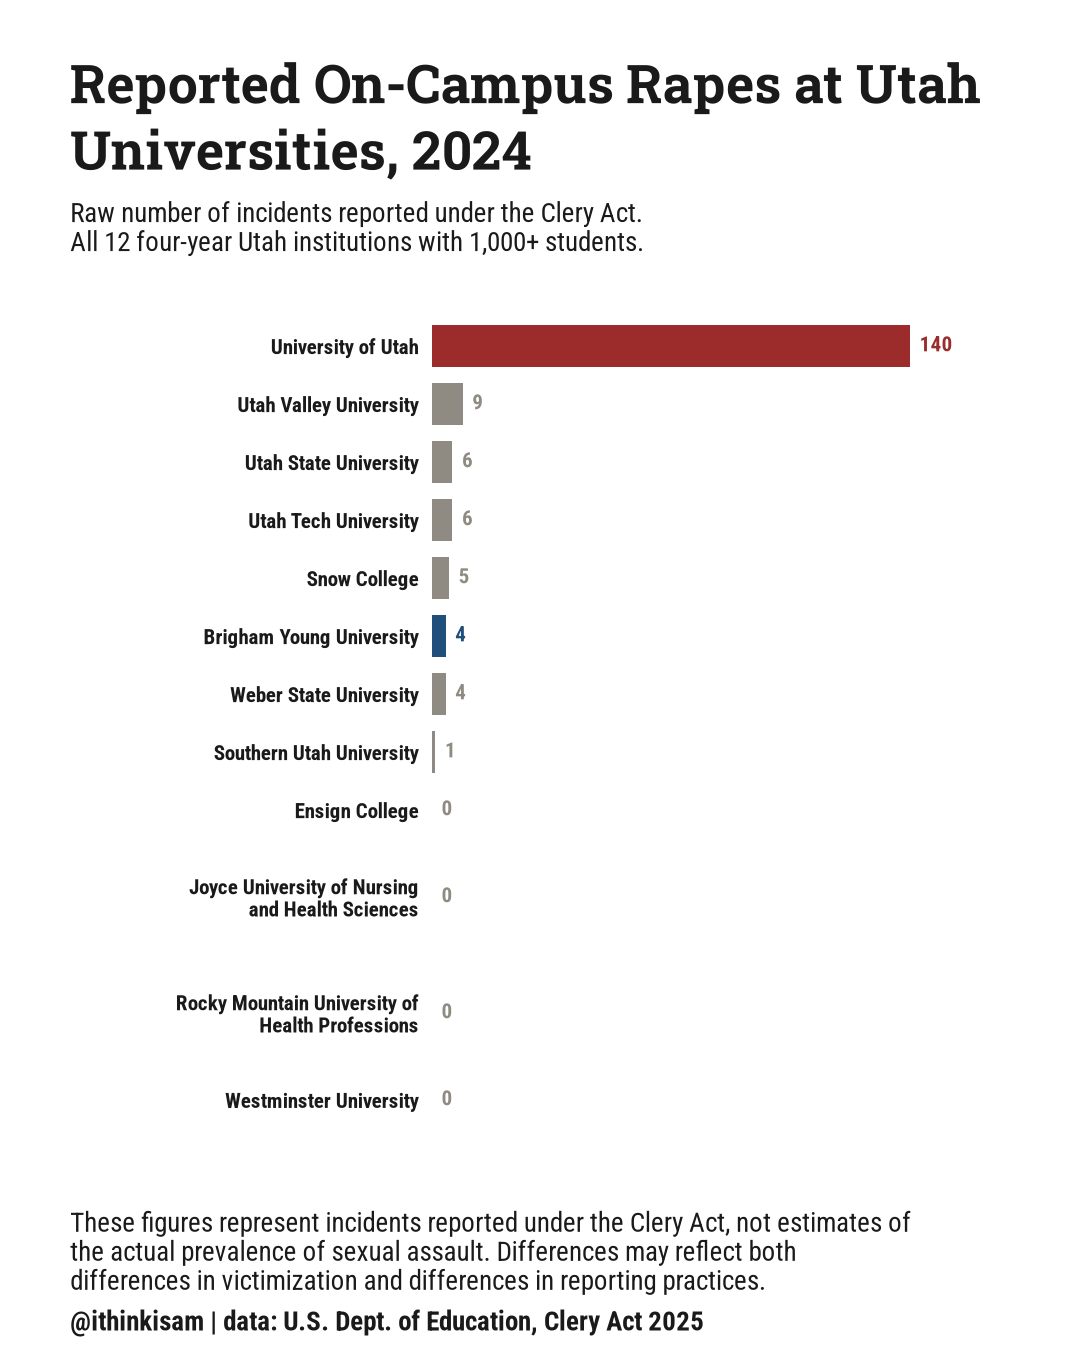 Reported On-Campus Rapes at Utah
Universities, 2024
Raw number of incidents reported under the Clery Act.
All 12 four-year Utah institutions with 1,000+ students.
University of Utah 140
Utah Valley University 9
Utah State University 6
Utah Tech University 6
Snow College 5
Brigham Young University 4
Weber State University 4
Southern Utah University 1
Ensign College 0
Joyce University of Nursing
and Health Sciences 0
Rocky Mountain University of
Health Professions 0
Westminster University 0
These figures represent incidents reported under the Clery Act, not estimates of
the actual prevalence of sexual assault. Differences may reflect both
differences in victimization and differences in reporting practices.
@ithinkisam | data: U.S. Dept. of Education, Clery Act 2025